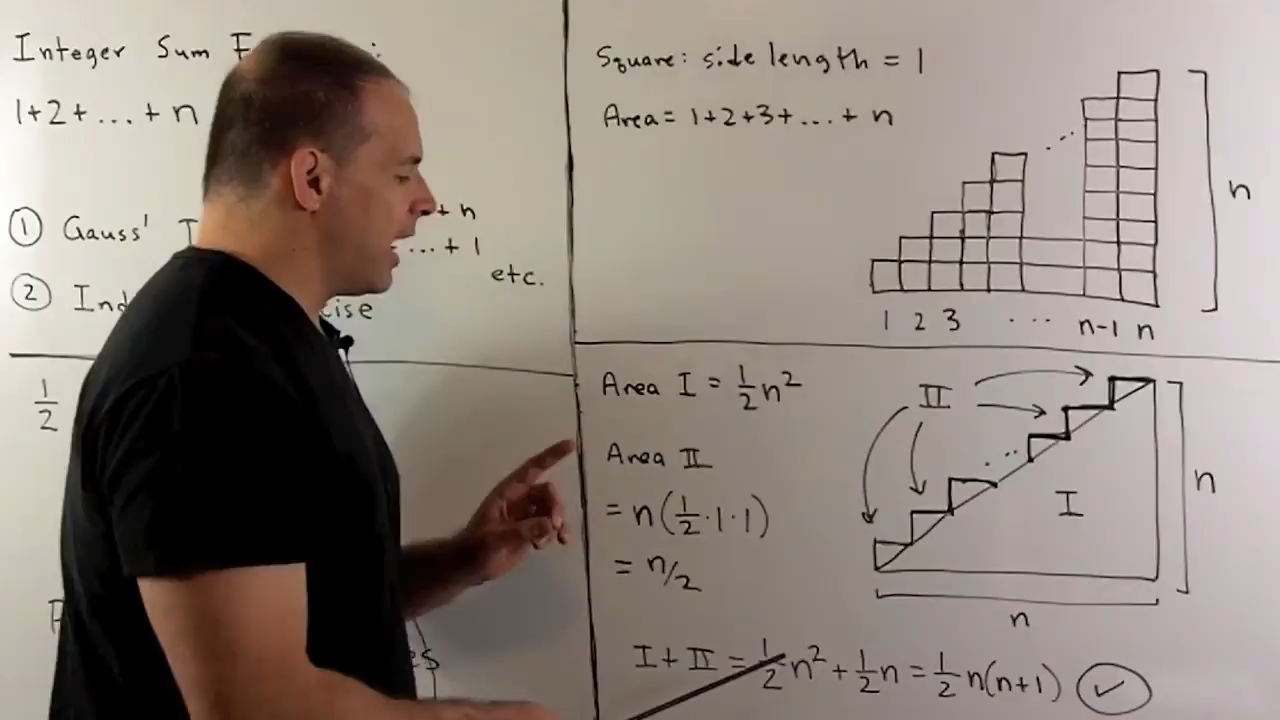 Integer Sum
1+2+...+ n
① Gauss'
+ n
...+ 1
etc.
②
1/2
Square: side length = 1
Area = 1+2+3+...+ n
n
1 2 3 ... n-1 n
Area I = 1/2 n²
Area II
= n(1/2·1·1)
= n/2
II
I
n
n
I + II = 1/2 n² + 1/2 n = 1/2 n(n+1) ✓